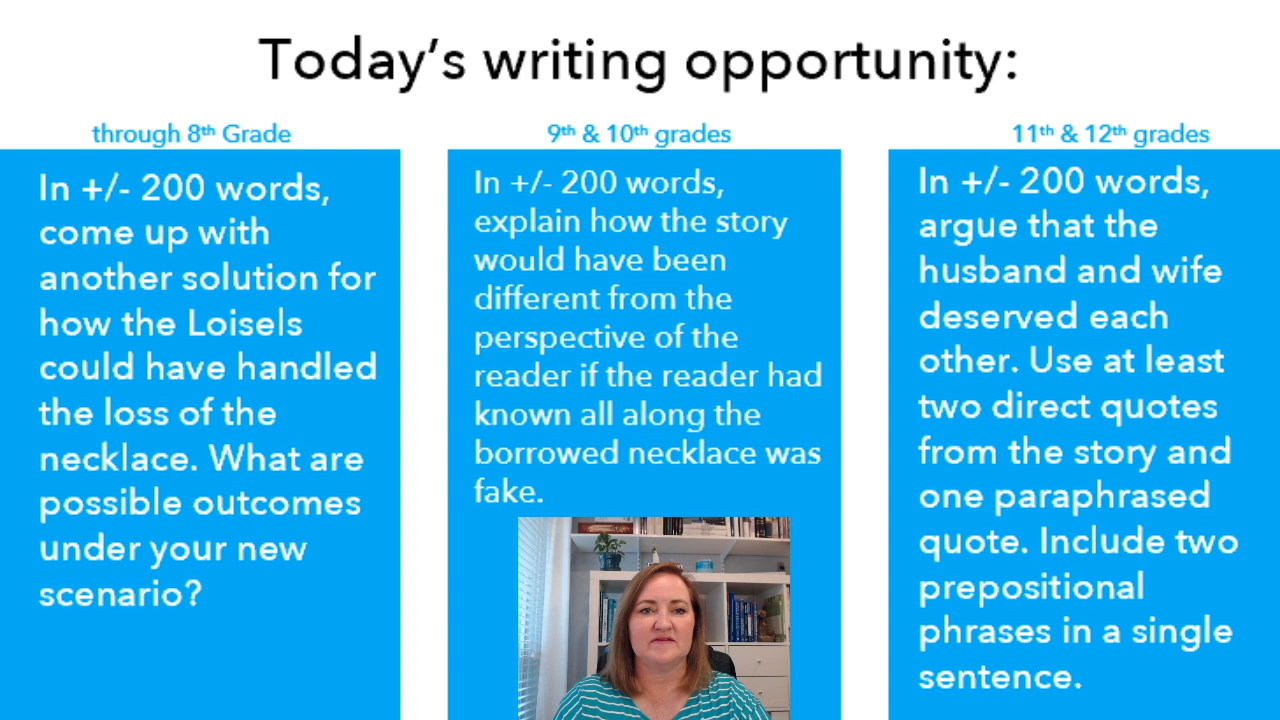 Today's writing opportunity:
through 8th Grade
In +/- 200 words,
come up with
another solution for
how the Loisels
could have handled
the loss of the
necklace. What are
possible outcomes
under your new
scenario?
9th & 10th grades
In +/- 200 words,
explain how the story
would have been
different from the
perspective of the
reader if the reader had
known all along the
borrowed necklace was
fake.
11th & 12th grades
In +/- 200 words,
argue that the
husband and wife
deserved each
other. Use at least
two direct quotes
from the story and
one paraphrased
quote. Include two
prepositional
phrases in a single
sentence.